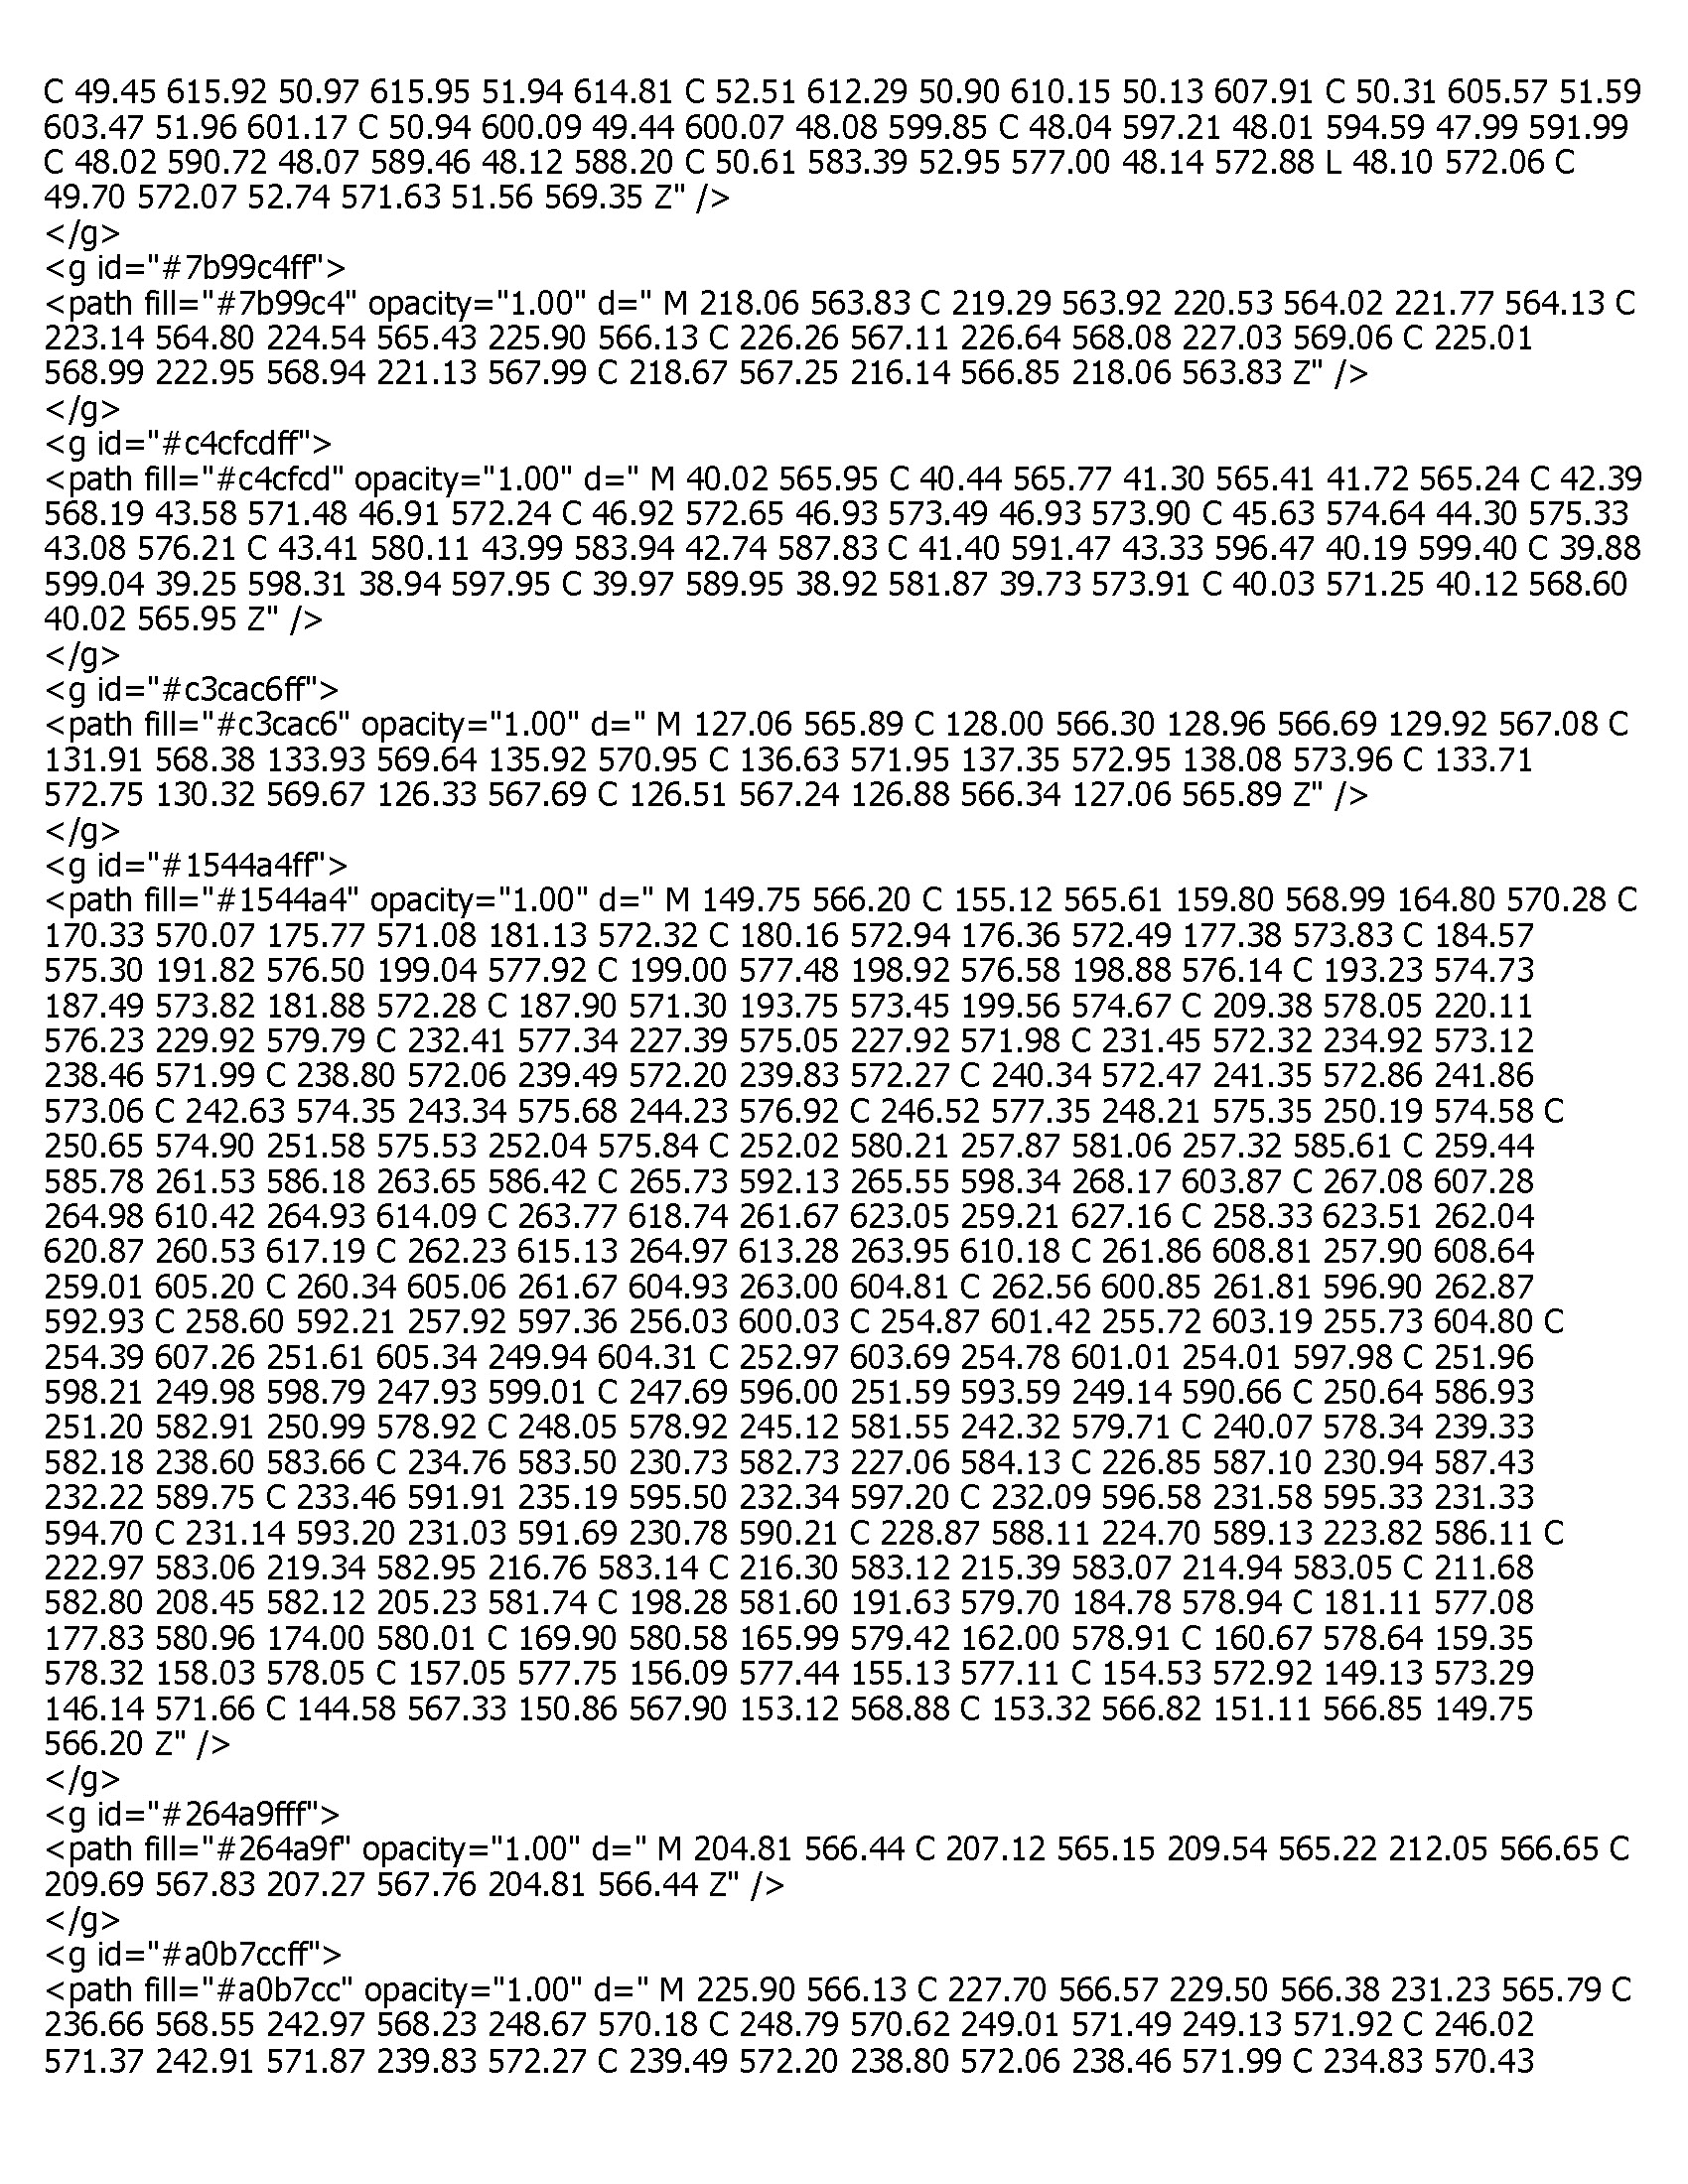 C 49.45 615.92 50.97 615.95 51.94 614.81 C 52.51 612.29 50.90 610.15 50.13 607.91 C 50.31 605.57 51.59
603.47 51.96 601.17 C 50.94 600.09 49.44 600.07 48.08 599.85 C 48.04 597.21 48.01 594.59 47.99 591.99
C 48.02 590.72 48.07 589.46 48.12 588.20 C 50.61 583.39 52.95 577.00 48.14 572.88 L 48.10 572.06 C
49.70 572.07 52.74 571.63 51.56 569.35 Z" />
</g>
<g id="#7b99c4ff">
<path fill="#7b99c4" opacity="1.00" d=" M 218.06 563.83 C 219.29 563.92 220.53 564.02 221.77 564.13 C
223.14 564.80 224.54 565.43 225.90 566.13 C 226.26 567.11 226.64 568.08 227.03 569.06 C 225.01
568.99 222.95 568.94 221.13 567.99 C 218.67 567.25 216.14 566.85 218.06 563.83 Z" />
</g>
<g id="#c4cfcdff">
<path fill="#c4cfcd" opacity="1.00" d=" M 40.02 565.95 C 40.44 565.77 41.30 565.41 41.72 565.24 C 42.39
568.19 43.58 571.48 46.91 572.24 C 46.92 572.65 46.93 573.49 46.93 573.90 C 45.63 574.64 44.30 575.33
43.08 576.21 C 43.41 580.11 43.99 583.94 42.74 587.83 C 41.40 591.47 43.33 596.47 40.19 599.40 C 39.88
599.04 39.25 598.31 38.94 597.95 C 39.97 589.95 38.92 581.87 39.73 573.91 C 40.03 571.25 40.12 568.60
40.02 565.95 Z" />
</g>
<g id="#c3cac6ff">
<path fill="#c3cac6" opacity="1.00" d=" M 127.06 565.89 C 128.00 566.30 128.96 566.69 129.92 567.08 C
131.91 568.38 133.93 569.64 135.92 570.95 C 136.63 571.95 137.35 572.95 138.08 573.96 C 133.71
572.75 130.32 569.67 126.33 567.69 C 126.51 567.24 126.88 566.34 127.06 565.89 Z" />
</g>
<g id="#1544a4ff">
<path fill="#1544a4" opacity="1.00" d=" M 149.75 566.20 C 155.12 565.61 159.80 568.99 164.80 570.28 C
170.33 570.07 175.77 571.08 181.13 572.32 C 180.16 572.94 176.36 572.49 177.38 573.83 C 184.57
575.30 191.82 576.50 199.04 577.92 C 199.00 577.48 198.92 576.58 198.88 576.14 C 193.23 574.73
187.49 573.82 181.88 572.28 C 187.90 571.30 193.75 573.45 199.56 574.67 C 209.38 578.05 220.11
576.23 229.92 579.79 C 232.41 577.34 227.39 575.05 227.92 571.98 C 231.45 572.32 234.92 573.12
238.46 571.99 C 238.80 572.06 239.49 572.20 239.83 572.27 C 240.34 572.47 241.35 572.86 241.86
573.06 C 242.63 574.35 243.34 575.68 244.23 576.92 C 246.52 577.35 248.21 575.35 250.19 574.58 C
250.65 574.90 251.58 575.53 252.04 575.84 C 252.02 580.21 257.87 581.06 257.32 585.61 C 259.44
585.78 261.53 586.18 263.65 586.42 C 265.73 592.13 265.55 598.34 268.17 603.87 C 267.08 607.28
264.98 610.42 264.93 614.09 C 263.77 618.74 261.67 623.05 259.21 627.16 C 258.33 623.51 262.04
620.87 260.53 617.19 C 262.23 615.13 264.97 613.28 263.95 610.18 C 261.86 608.81 257.90 608.64
259.01 605.20 C 260.34 605.06 261.67 604.93 263.00 604.81 C 262.56 600.85 261.81 596.90 262.87
592.93 C 258.60 592.21 257.92 597.36 256.03 600.03 C 254.87 601.42 255.72 603.19 255.73 604.80 C
254.39 607.26 251.61 605.34 249.94 604.31 C 252.97 603.69 254.78 601.01 254.01 597.98 C 251.96
598.21 249.98 598.79 247.93 599.01 C 247.69 596.00 251.59 593.59 249.14 590.66 C 250.64 586.93
251.20 582.91 250.99 578.92 C 248.05 578.92 245.12 581.55 242.32 579.71 C 240.07 578.34 239.33
582.18 238.60 583.66 C 234.76 583.50 230.73 582.73 227.06 584.13 C 226.85 587.10 230.94 587.43
232.22 589.75 C 233.46 591.91 235.19 595.50 232.34 597.20 C 232.09 596.58 231.58 595.33 231.33
594.70 C 231.14 593.20 231.03 591.69 230.78 590.21 C 228.87 588.11 224.70 589.13 223.82 586.11 C
222.97 583.06 219.34 582.95 216.76 583.14 C 216.30 583.12 215.39 583.07 214.94 583.05 C 211.68
582.80 208.45 582.12 205.23 581.74 C 198.28 581.60 191.63 579.70 184.78 578.94 C 181.11 577.08
177.83 580.96 174.00 580.01 C 169.90 580.58 165.99 579.42 162.00 578.91 C 160.67 578.64 159.35
578.32 158.03 578.05 C 157.05 577.75 156.09 577.44 155.13 577.11 C 154.53 572.92 149.13 573.29
146.14 571.66 C 144.58 567.33 150.86 567.90 153.12 568.88 C 153.32 566.82 151.11 566.85 149.75
566.20 Z" />
</g>
<g id="#264a9fff">
<path fill="#264a9f" opacity="1.00" d=" M 204.81 566.44 C 207.12 565.15 209.54 565.22 212.05 566.65 C
209.69 567.83 207.27 567.76 204.81 566.44 Z" />
</g>
<g id="#a0b7ccff">
<path fill="#a0b7cc" opacity="1.00" d=" M 225.90 566.13 C 227.70 566.57 229.50 566.38 231.23 565.79 C
236.66 568.55 242.97 568.23 248.67 570.18 C 248.79 570.62 249.01 571.49 249.13 571.92 C 246.02
571.37 242.91 571.87 239.83 572.27 C 239.49 572.20 238.80 572.06 238.46 571.99 C 234.83 570.43